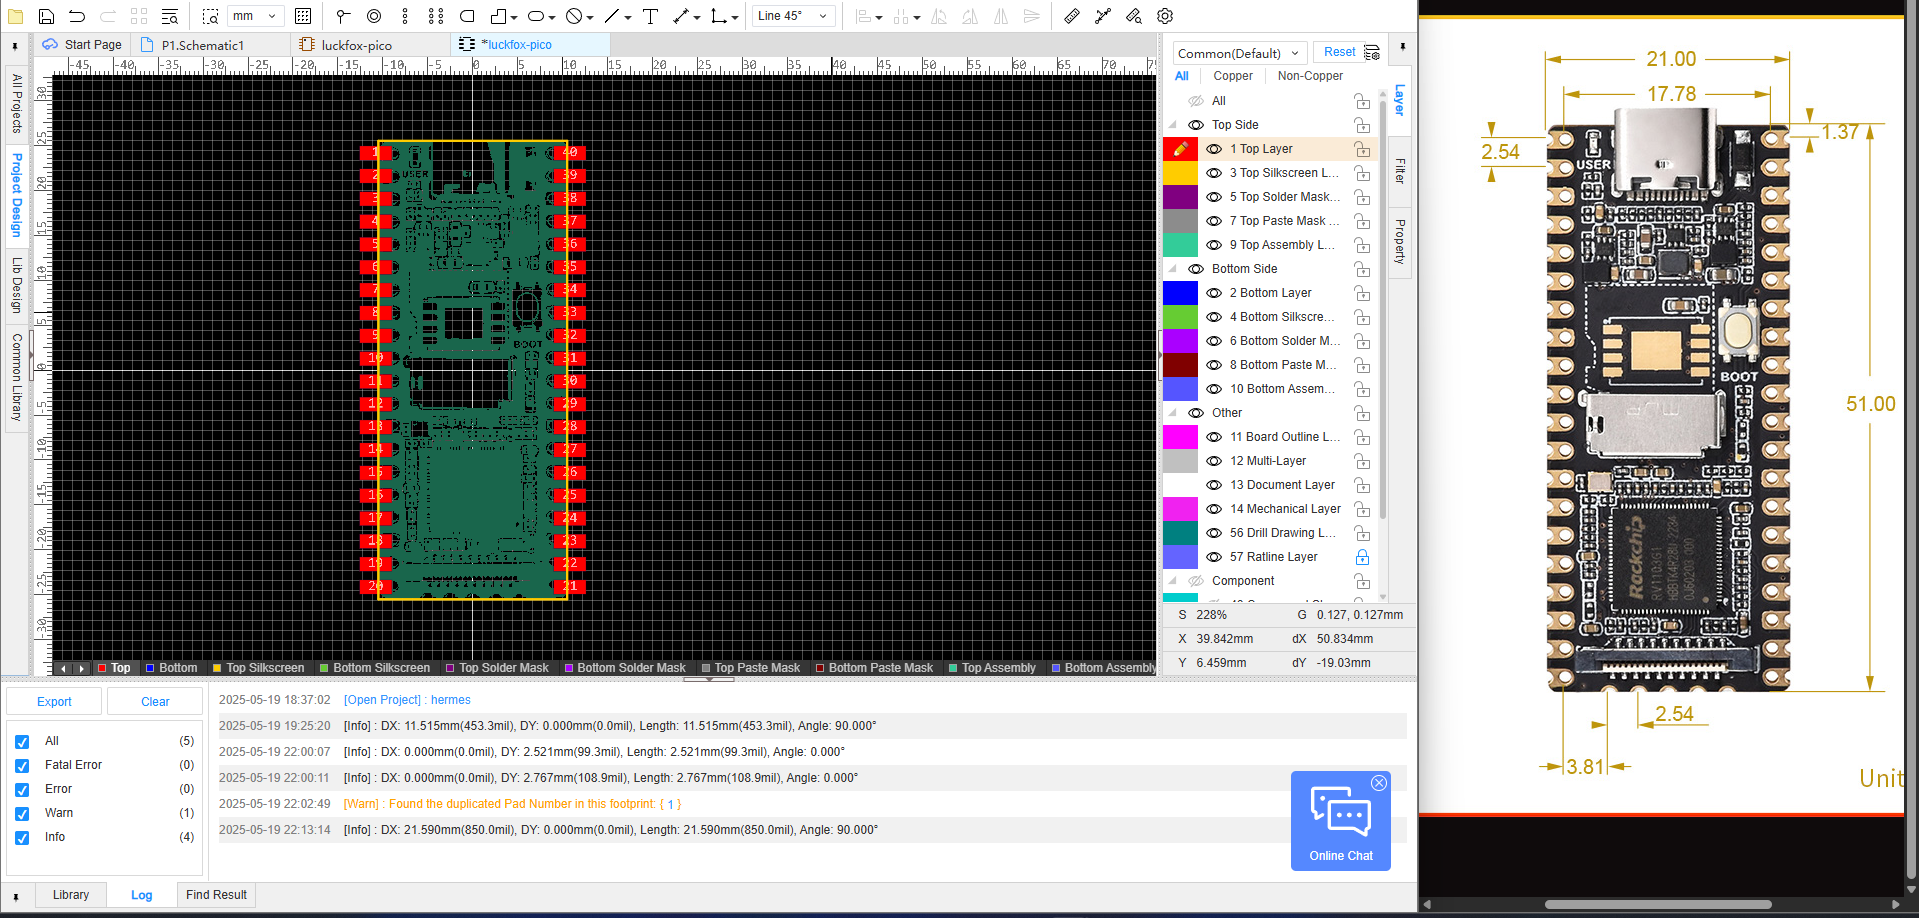 mm
Line 45°
Start Page
P1.Schematic1
luckfox-pico
*luckfox-pico
-45
-40
-35
-30
-25
-20
-15
-10
-5
0
5
10
15
20
25
30
35
40
45
50
55
60
65
70
75
All Projects
Project Design
Lib Design
Common Library
30
25
20
15
10
5
0
-5
-10
-15
-20
-25
-30
1
2
3
4
5
6
7
8
9
10
11
12
13
14
15
16
17
18
19
20
40
39
38
37
36
35
34
33
32
31
30
29
28
27
26
25
24
23
22
21
USER
BOOT
Common(Default)
Reset
All
Copper
Non-Copper
All
Top Side
1 Top Layer
3 Top Silkscreen L...
5 Top Solder Mask...
7 Top Paste Mask ...
9 Top Assembly L...
Bottom Side
2 Bottom Layer
4 Bottom Silkscre...
6 Bottom Solder M...
8 Bottom Paste M...
10 Bottom Assem...
Other
11 Board Outline L...
12 Multi-Layer
13 Document Layer
14 Mechanical Layer
56 Drill Drawing L...
57 Ratline Layer
Component
Layer
Filter
Property
S 228% G 0.127, 0.127mm
X 39.842mm dX 50.834mm
Y 6.459mm dY -19.03mm
Top
Bottom
Top Silkscreen
Bottom Silkscreen
Top Solder Mask
Bottom Solder Mask
Top Paste Mask
Bottom Paste Mask
Top Assembly
Bottom Assembly
Export
Clear
All (5)
Fatal Error (0)
Error (0)
Warn (1)
Info (4)
2025-05-19 18:37:02 [Open Project] : hermes
2025-05-19 19:25:20 [Info] : DX: 11.515mm(453.3mil), DY: 0.000mm(0.0mil), Length: 11.515mm(453.3mil), Angle: 90.000°
2025-05-19 22:00:07 [Info] : DX: 0.000mm(0.0mil), DY: 2.521mm(99.3mil), Length: 2.521mm(99.3mil), Angle: 0.000°
2025-05-19 22:00:11 [Info] : DX: 0.000mm(0.0mil), DY: 2.767mm(108.9mil), Length: 2.767mm(108.9mil), Angle: 0.000°
2025-05-19 22:02:49 [Warn] : Found the duplicated Pad Number in this footprint: { 1 }
2025-05-19 22:13:14 [Info] : DX: 21.590mm(850.0mil), DY: 0.000mm(0.0mil), Length: 21.590mm(850.0mil), Angle: 90.000°
Online Chat
Library
Log
Find Result
21.00
17.78
1.37
2.54
USER
BOOT
51.00
Rockchip
RV1103G1
2.54
3.81
Unit